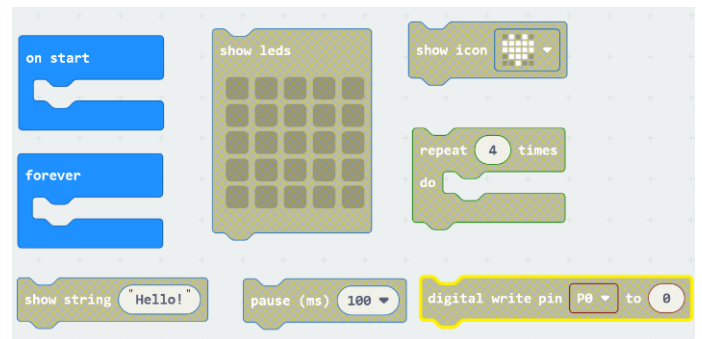 on start
show leds
show icon
repeat 4 times
do
forever
show string "Hello!"
pause (ms) 100
digital write pin P0 to 0